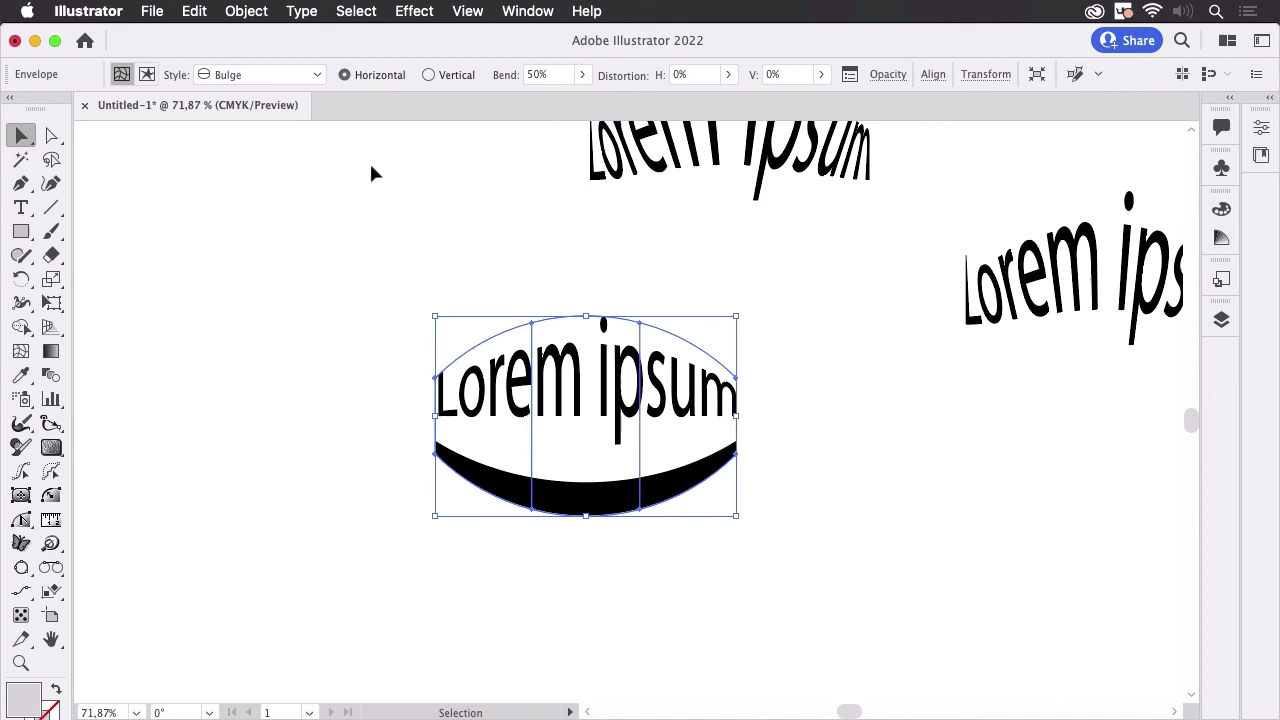 Illustrator File Edit Object Type Select Effect View Window Help
Adobe Illustrator 2022
Share
Envelope Style: Bulge Horizontal Vertical Bend: 50% Distortion: H: 0% V: 0% Opacity Align Transform
Untitled-1* @ 71,87 % (CMYK/Preview)
Lorem ipsum
Lorem ips
Lorem ipsum
71,87% 0° 1 Selection